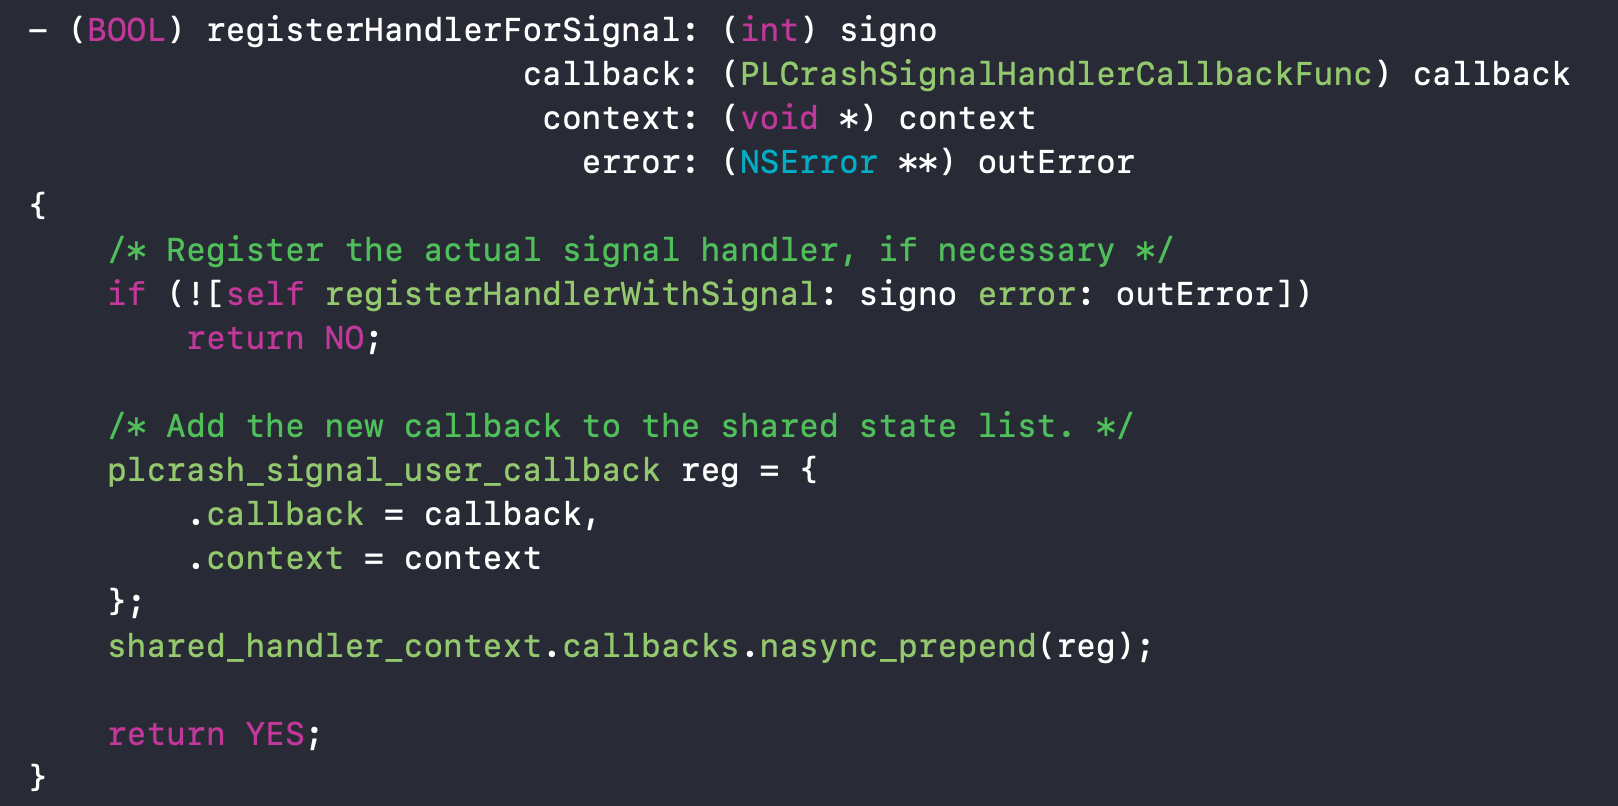 - (BOOL) registerHandlerForSignal: (int) signo
                         callback: (PLCrashSignalHandlerCallbackFunc) callback
                          context: (void *) context
                            error: (NSError **) outError
{
    /* Register the actual signal handler, if necessary */
    if (![self registerHandlerWithSignal: signo error: outError])
        return NO;

    /* Add the new callback to the shared state list. */
    plcrash_signal_user_callback reg = {
        .callback = callback,
        .context = context
    };
    shared_handler_context.callbacks.nasync_prepend(reg);

    return YES;
}